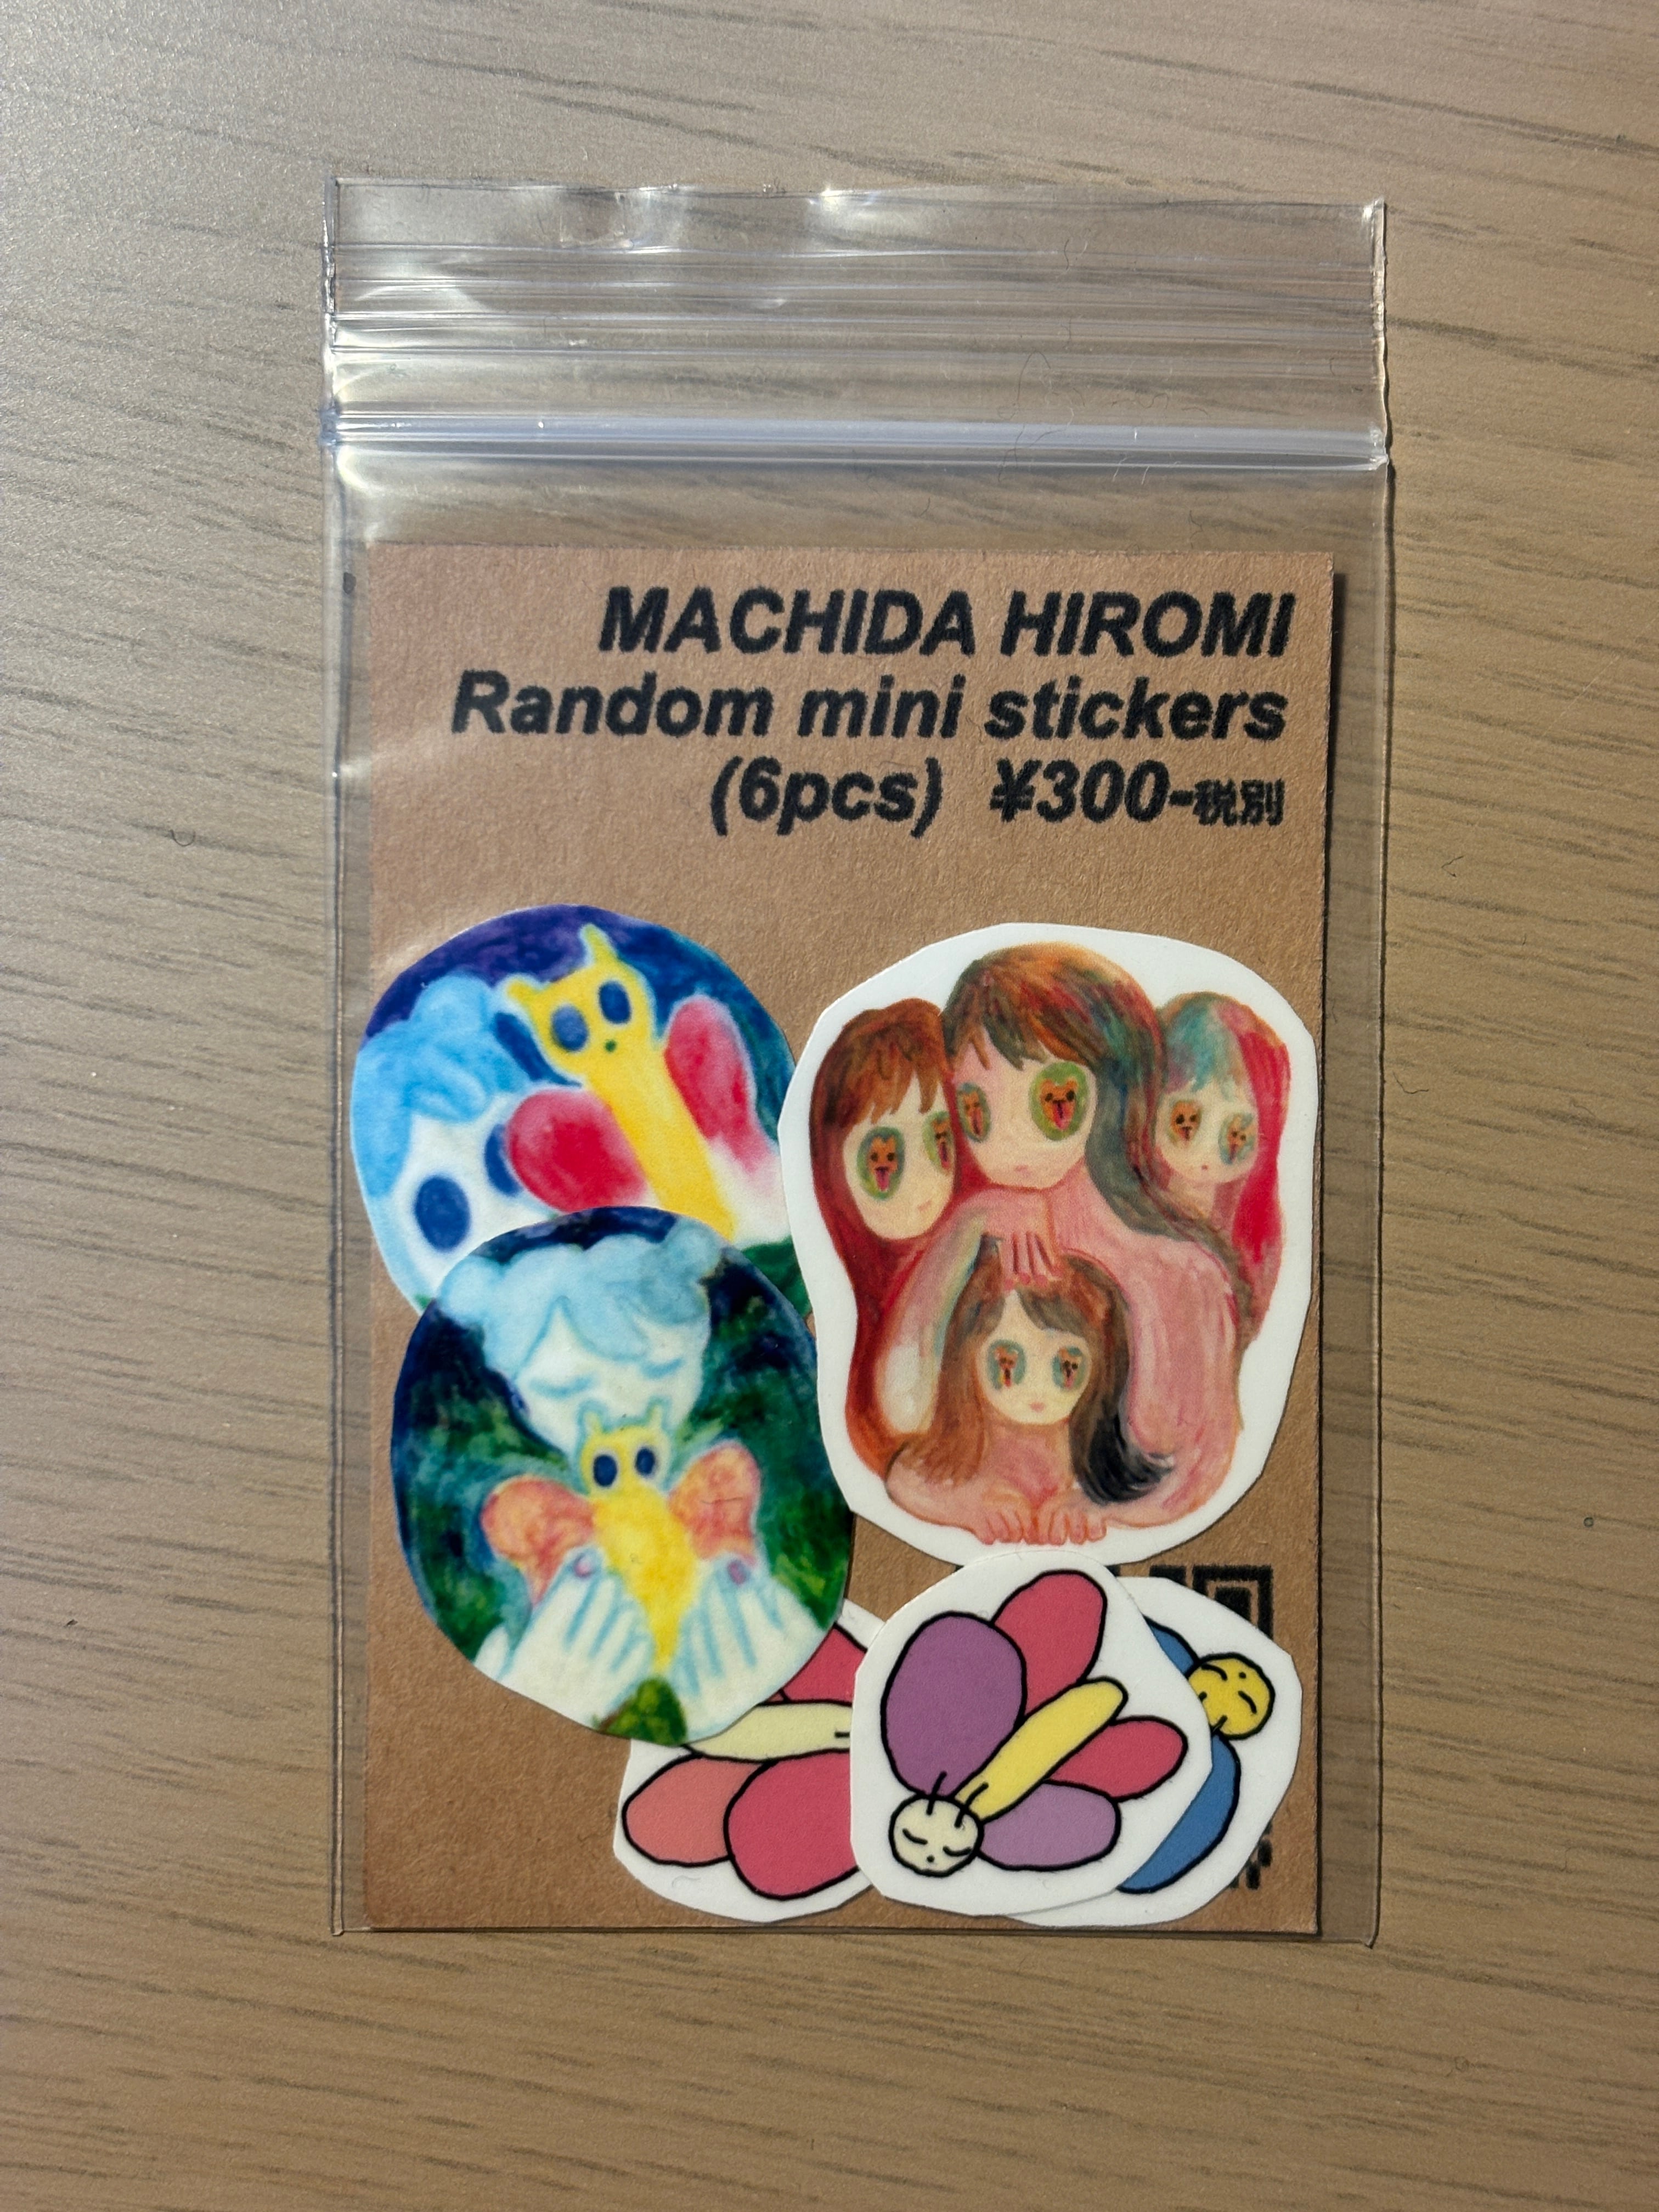 MACHIDA HIROMI
Random mini stickers
(6pcs) ¥300-税別